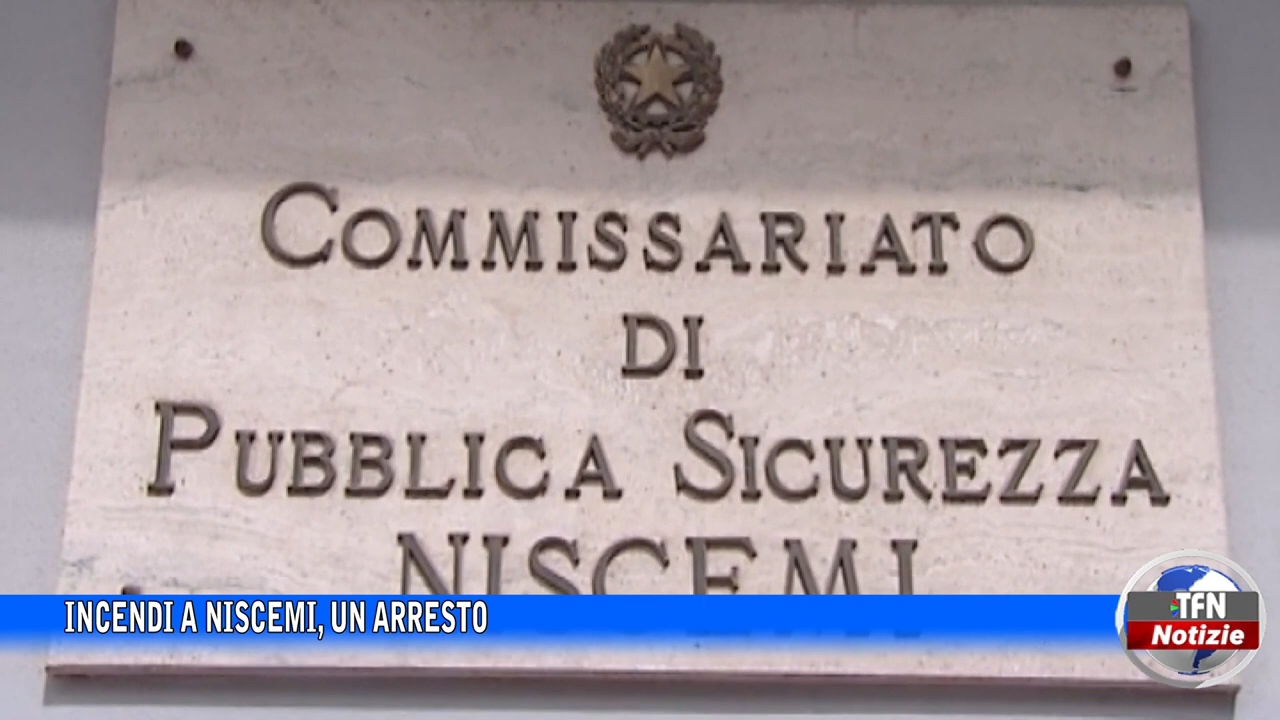 COMMISSARIATO
DI
PUBBLICA SICUREZZA
NISCEMI
INCENDI A NISCEMI, UN ARRESTO
TFN
Notizie